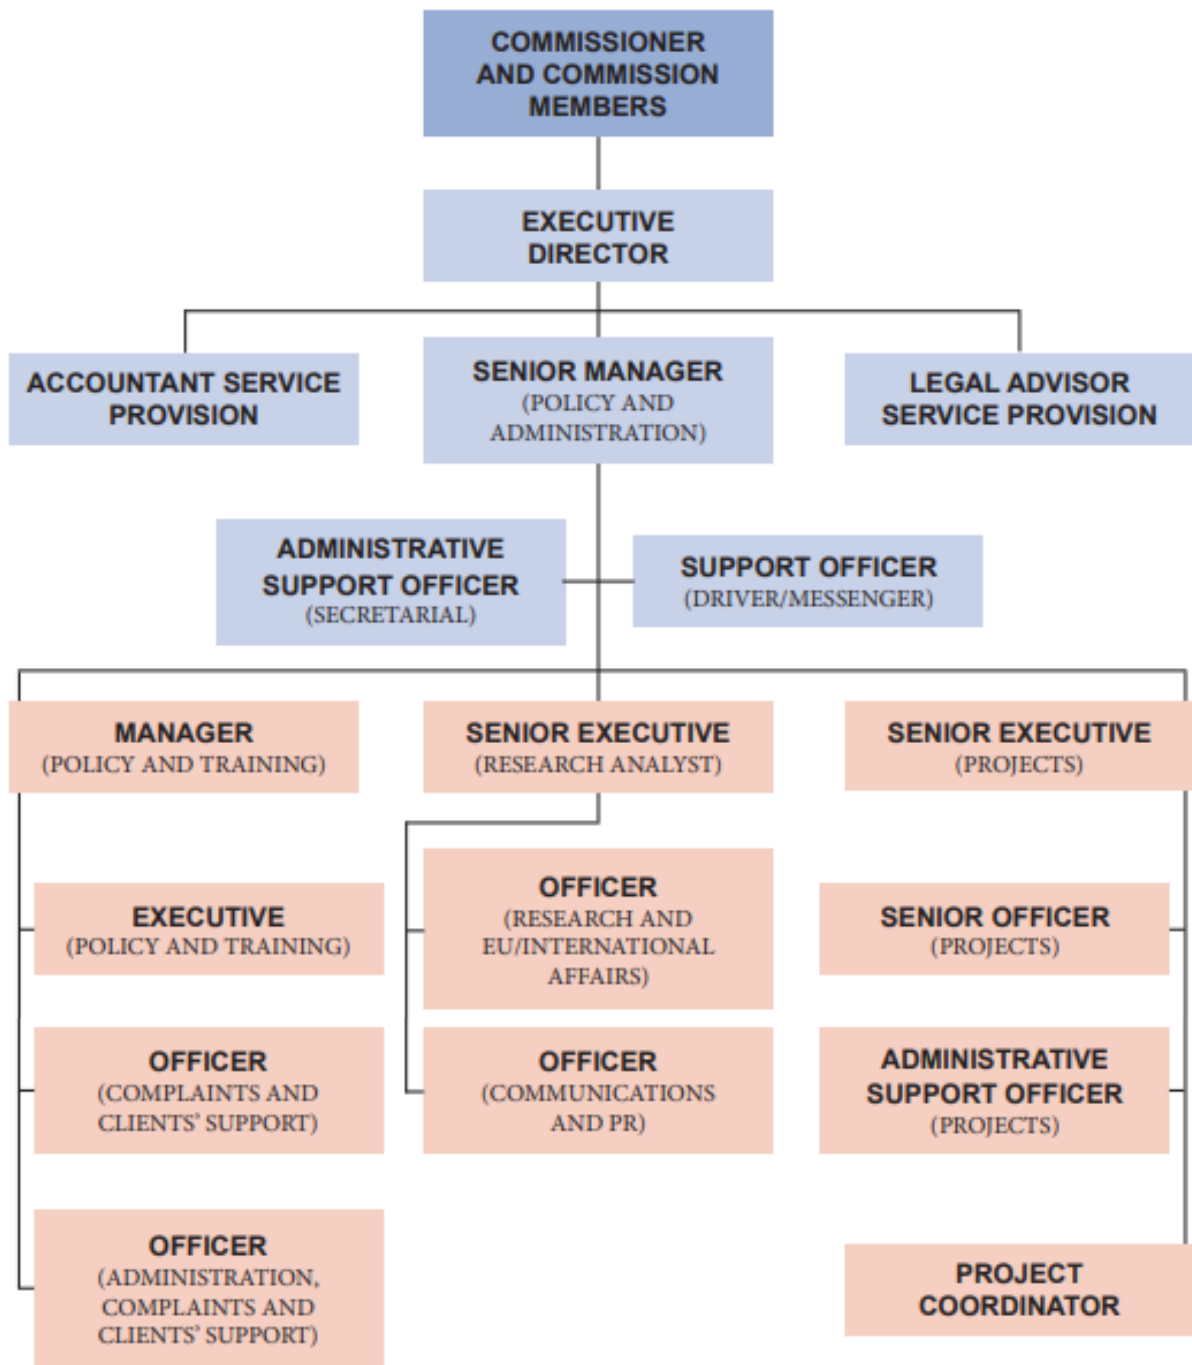 COMMISSIONER
AND COMMISSION
MEMBERS
EXECUTIVE
DIRECTOR
ACCOUNTANT SERVICE
PROVISION
SENIOR MANAGER
(POLICY AND
ADMINISTRATION)
LEGAL ADVISOR
SERVICE PROVISION
ADMINISTRATIVE
SUPPORT OFFICER
(SECRETARIAL)
SUPPORT OFFICER
(DRIVER/MESSENGER)
MANAGER
(POLICY AND TRAINING)
SENIOR EXECUTIVE
(RESEARCH ANALYST)
SENIOR EXECUTIVE
(PROJECTS)
EXECUTIVE
(POLICY AND TRAINING)
OFFICER
(RESEARCH AND
EU/INTERNATIONAL
AFFAIRS)
SENIOR OFFICER
(PROJECTS)
OFFICER
(COMPLAINTS AND
CLIENTS’ SUPPORT)
OFFICER
(COMMUNICATIONS
AND PR)
ADMINISTRATIVE
SUPPORT OFFICER
(PROJECTS)
OFFICER
(ADMINISTRATION,
COMPLAINTS AND
CLIENTS’ SUPPORT)
PROJECT
COORDINATOR